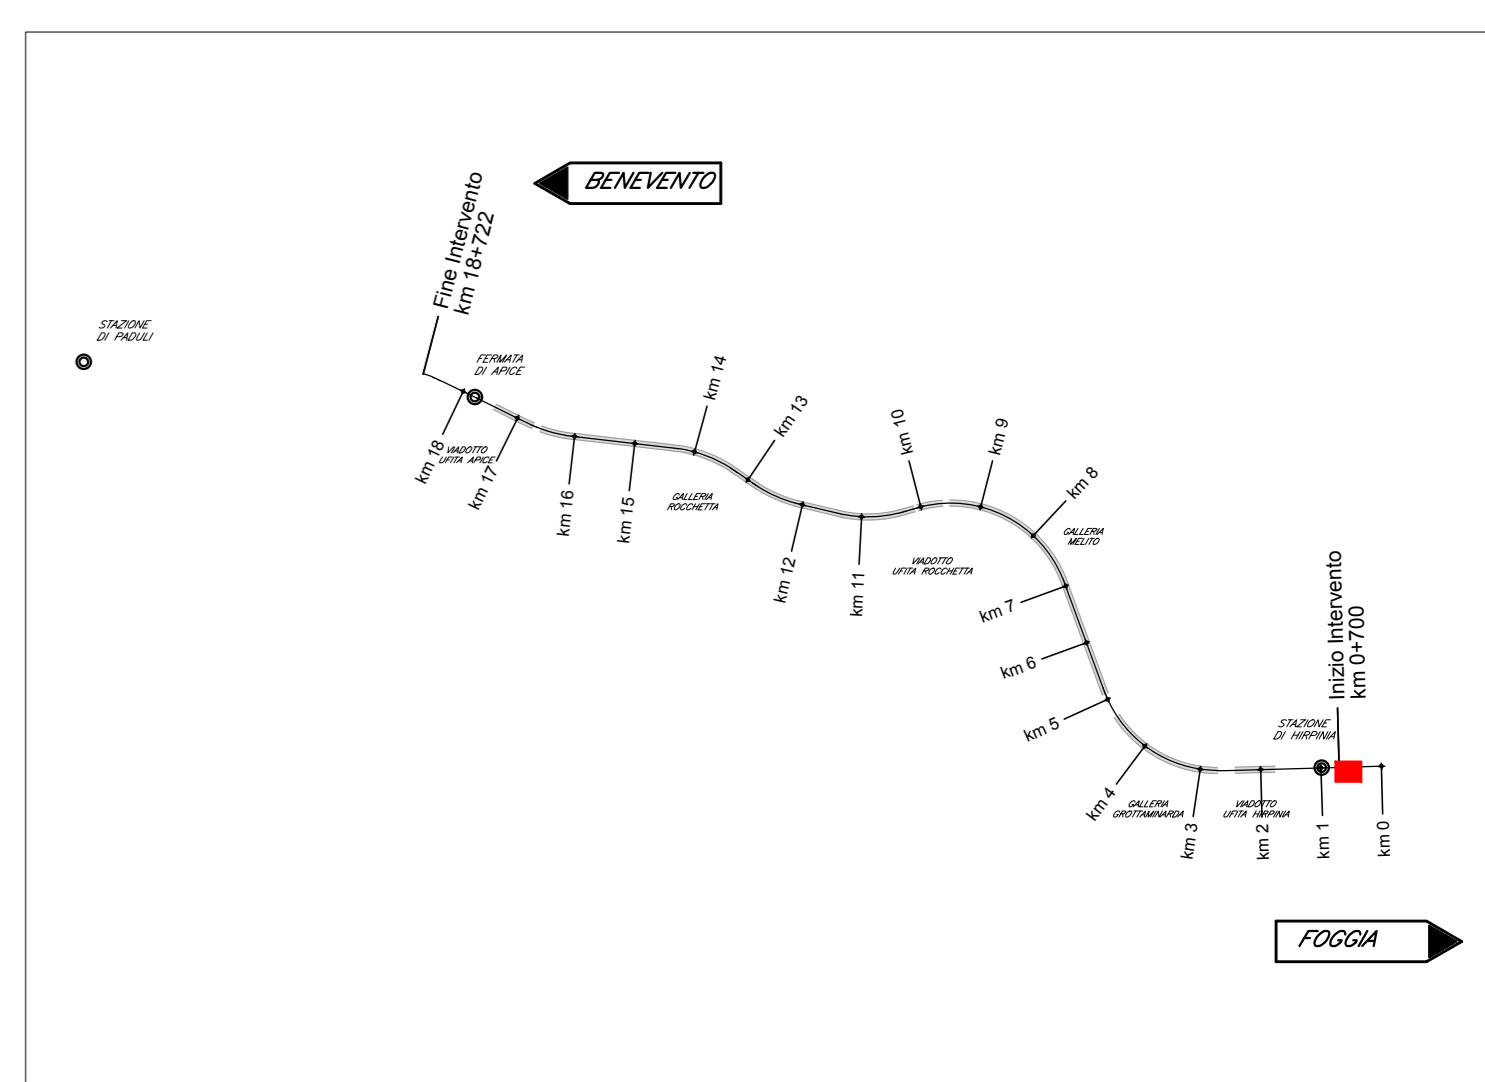 BENEVENTO
Fine Intervento
km 18+722
STAZIONE
DI PADULI
FERMATA
DI APICE
km 18
VIADOTTO
UFITA APICE
km 17
km 16
km 15
km 14
GALLERIA
ROCCHETTA
km 13
km 12
km 11
km 10
VIADOTTO
UFITA ROCCHETTA
km 9
km 8
GALLERIA
MELITO
km 7
km 6
km 5
km 4
GALLERIA
GROTTAMINARDA
km 3
VIADOTTO
UFITA HIRPINIA
km 2
STAZIONE
DI HIRPINIA
Inizio Intervento
km 0+700
km 1
km 0
FOGGIA